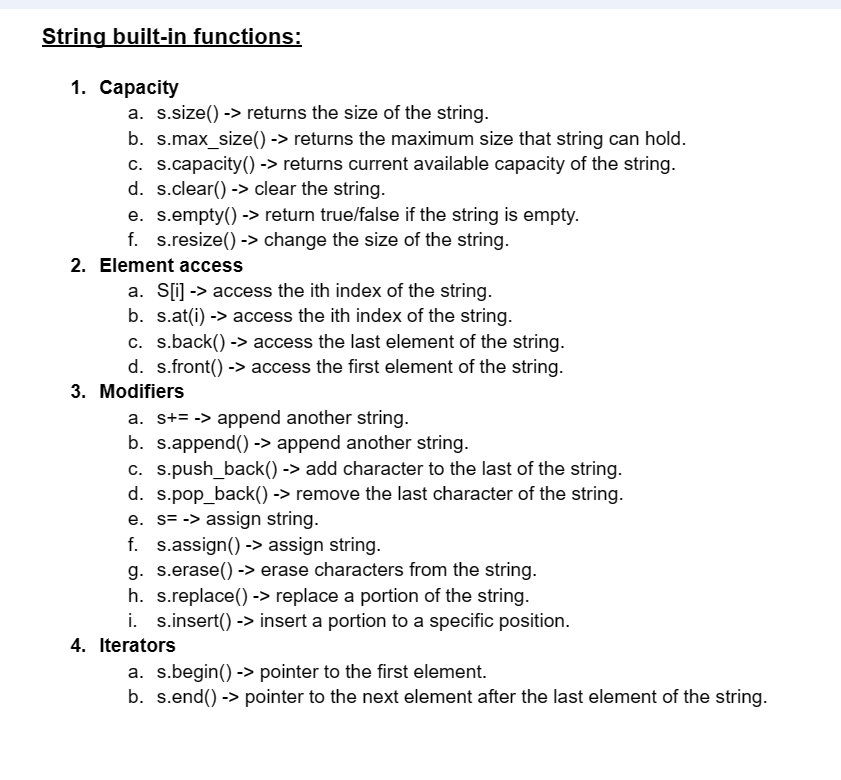 String built-in functions:
1. Capacity
a. s.size() -> returns the size of the string.
b. s.max_size() -> returns the maximum size that string can hold.
c. s.capacity() -> returns current available capacity of the string.
d. s.clear() -> clear the string.
e. s.empty() -> return true/false if the string is empty.
f. s.resize() -> change the size of the string.
2. Element access
a. S[i] -> access the ith index of the string.
b. s.at(i) -> access the ith index of the string.
c. s.back() -> access the last element of the string.
d. s.front() -> access the first element of the string.
3. Modifiers
a. s+= -> append another string.
b. s.append() -> append another string.
c. s.push_back() -> add character to the last of the string.
d. s.pop_back() -> remove the last character of the string.
e. s= -> assign string.
f. s.assign() -> assign string.
g. s.erase() -> erase characters from the string.
h. s.replace() -> replace a portion of the string.
i. s.insert() -> insert a portion to a specific position.
4. Iterators
a. s.begin() -> pointer to the first element.
b. s.end() -> pointer to the next element after the last element of the string.